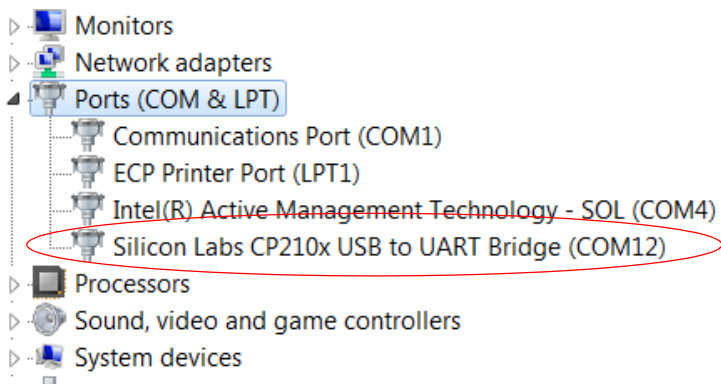 Monitors
Network adapters
Ports (COM & LPT)
Communications Port (COM1)
ECP Printer Port (LPT1)
Intel(R) Active Management Technology - SOL (COM4)
Silicon Labs CP210x USB to UART Bridge (COM12)
Processors
Sound, video and game controllers
System devices